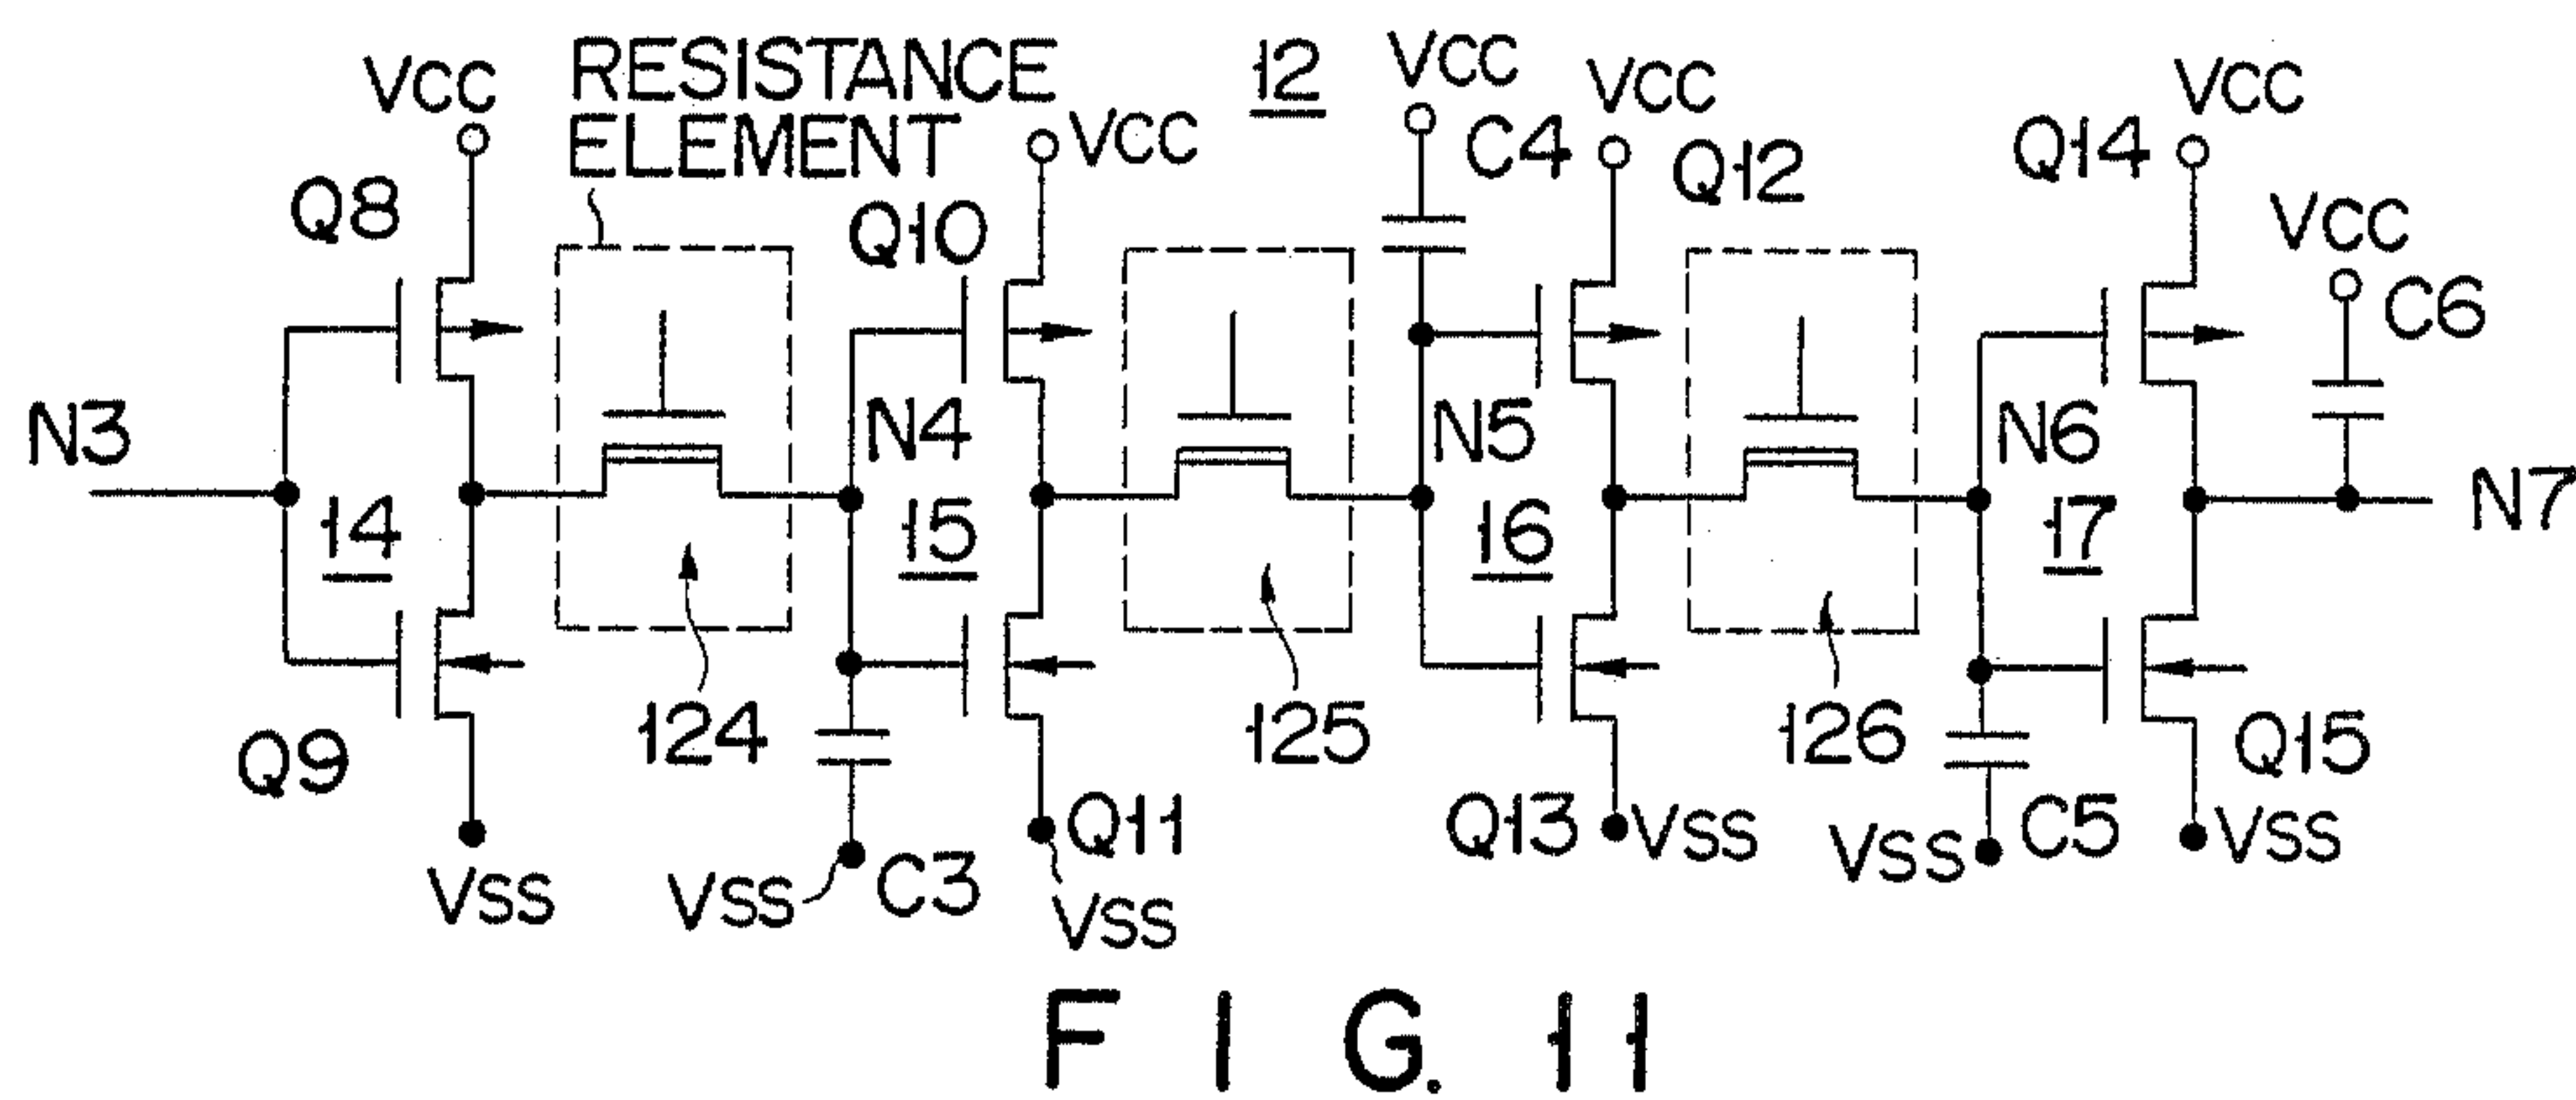 VCC
RESISTANCE
ELEMENT
12
VCC
VCC
VCC
VCC
VCC
C4
Q12
Q14
Q8
Q10
C6
N3
N4
N5
N6
N7
14
15
16
17
124
125
126
Q9
Q11
Q13
Q15
VSS
VSS
C3
VSS
VSS
VSS
C5
VSS
FIG. 11